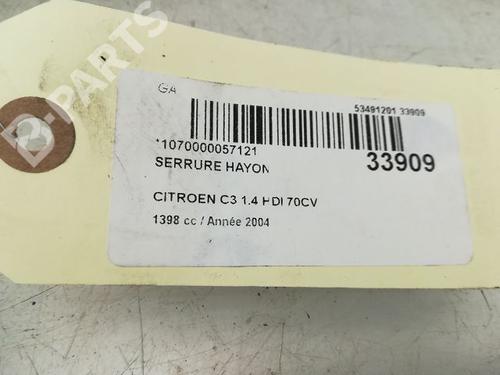 B-PARTS
GA
53491201 33909
*1070000057121
33909
SERRURE HAYON
CITROEN C3 1.4 HDI 70CV
1398 cc / Année 2004